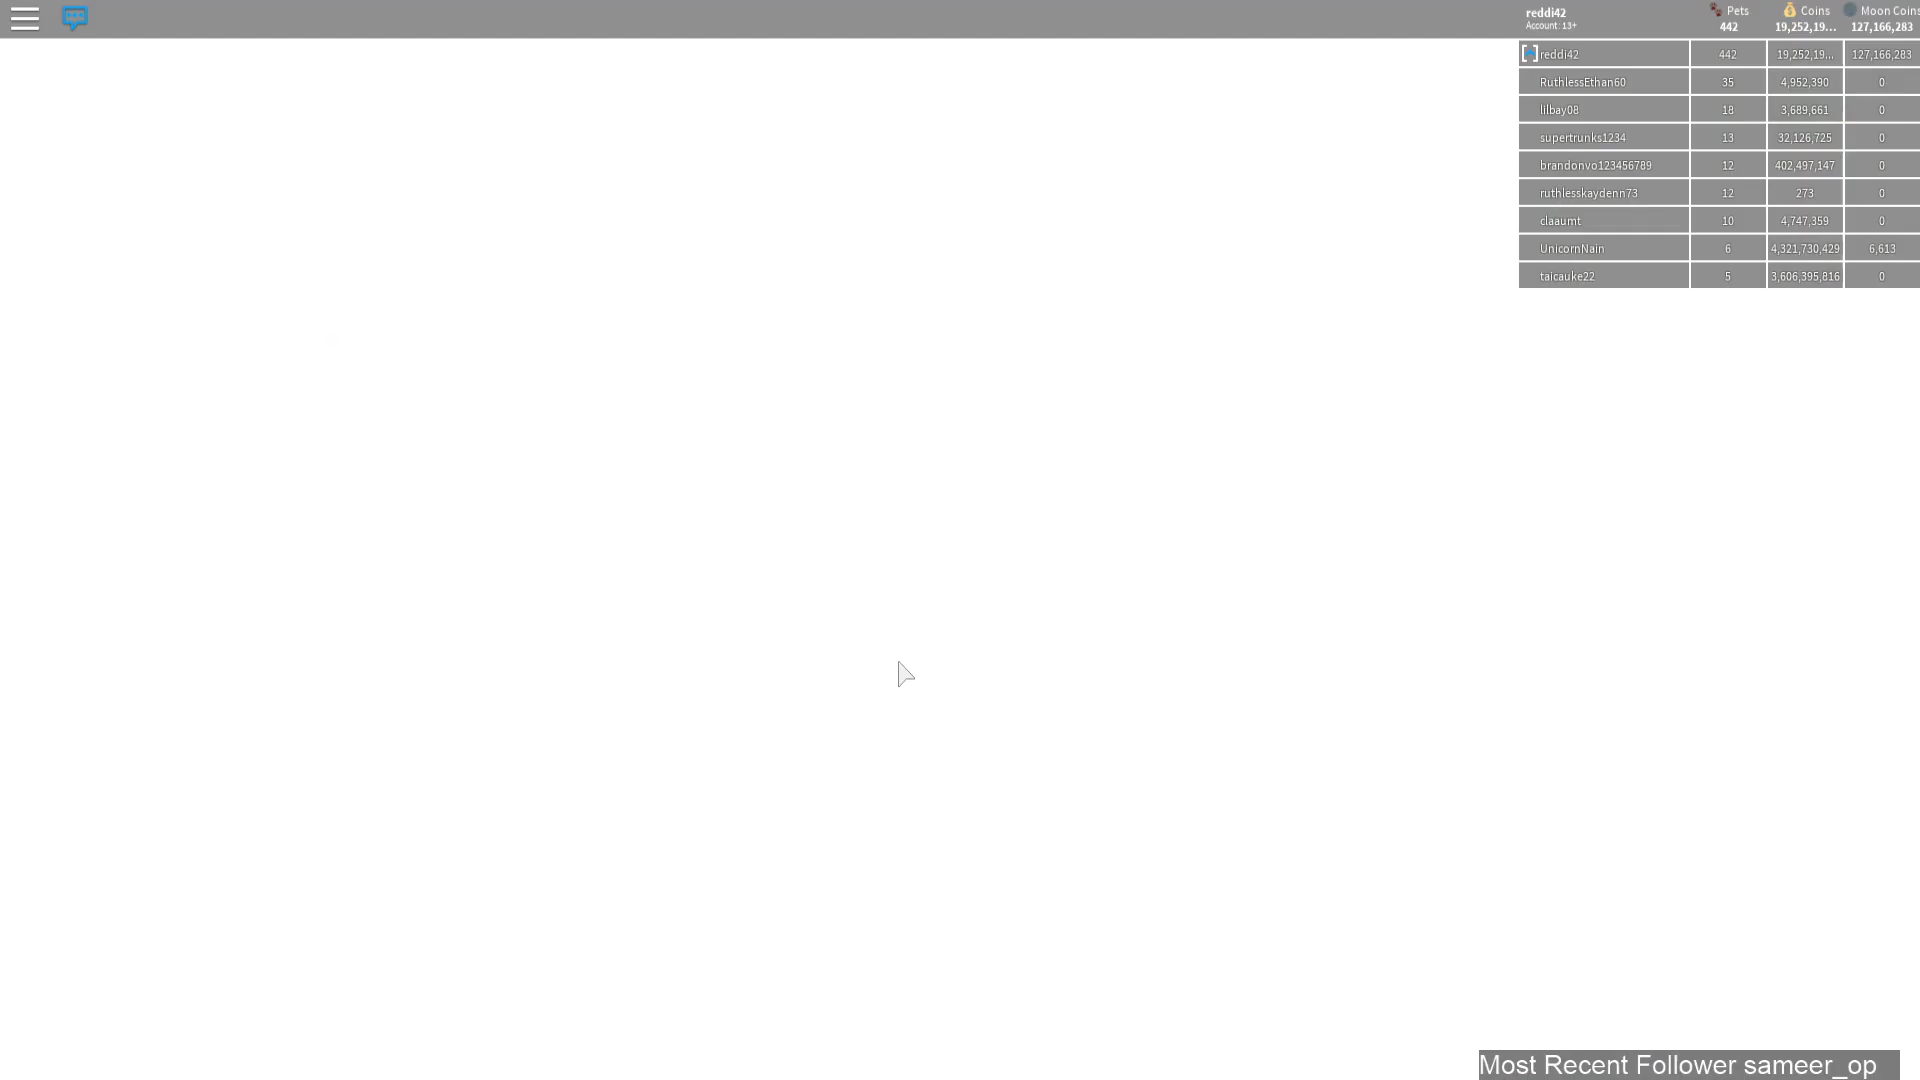 reddi42 Pets Coins Moon Coins
Account: 13+ 442 19,252,19... 127,166,283
reddi42 442 19,252,19... 127,166,283
RuthlessEthan60 35 4,952,390 0
lilbay08 18 3,689,661 0
supertrunks1234 13 32,126,725 0
brandonvo123456789 12 402,497,147 0
ruthlesskaydenn73 12 273 0
claaumt 10 4,747,359 0
UnicornNain 6 4,321,730,429 6,613
taicauke22 5 3,606,395,816 0
Most Recent Follower sameer_op